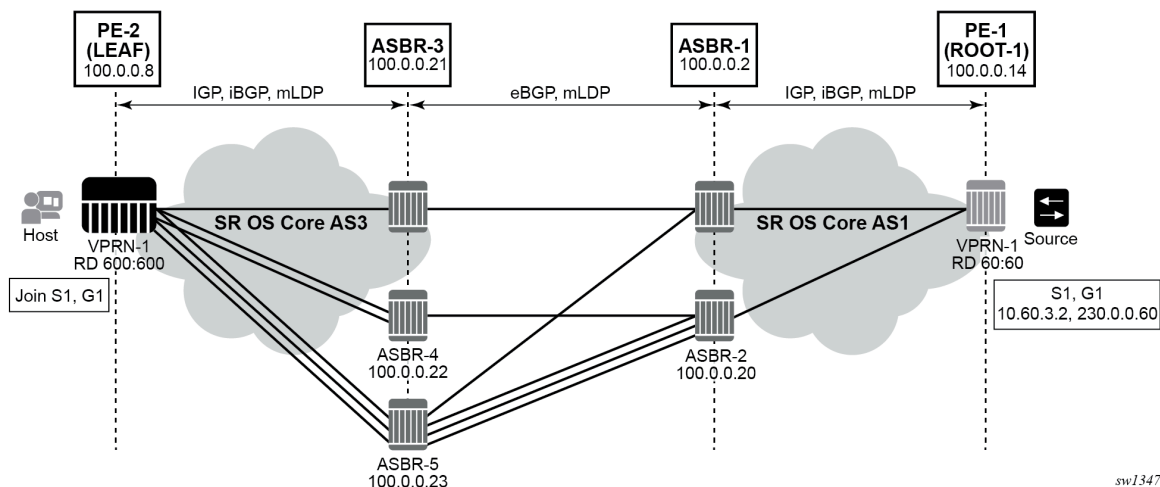 PE-2
(LEAF)
100.0.0.8
ASBR-3
100.0.0.21
ASBR-1
100.0.0.2
PE-1
(ROOT-1)
100.0.0.14
IGP, iBGP, mLDP
eBGP, mLDP
IGP, iBGP, mLDP
Host
VPRN-1
RD 600:600
SR OS Core AS3
SR OS Core AS1
VPRN-1
RD 60:60
Source
Join S1, G1
S1, G1
10.60.3.2, 230.0.0.60
ASBR-4
100.0.0.22
ASBR-2
100.0.0.20
ASBR-5
100.0.0.23
sw1347